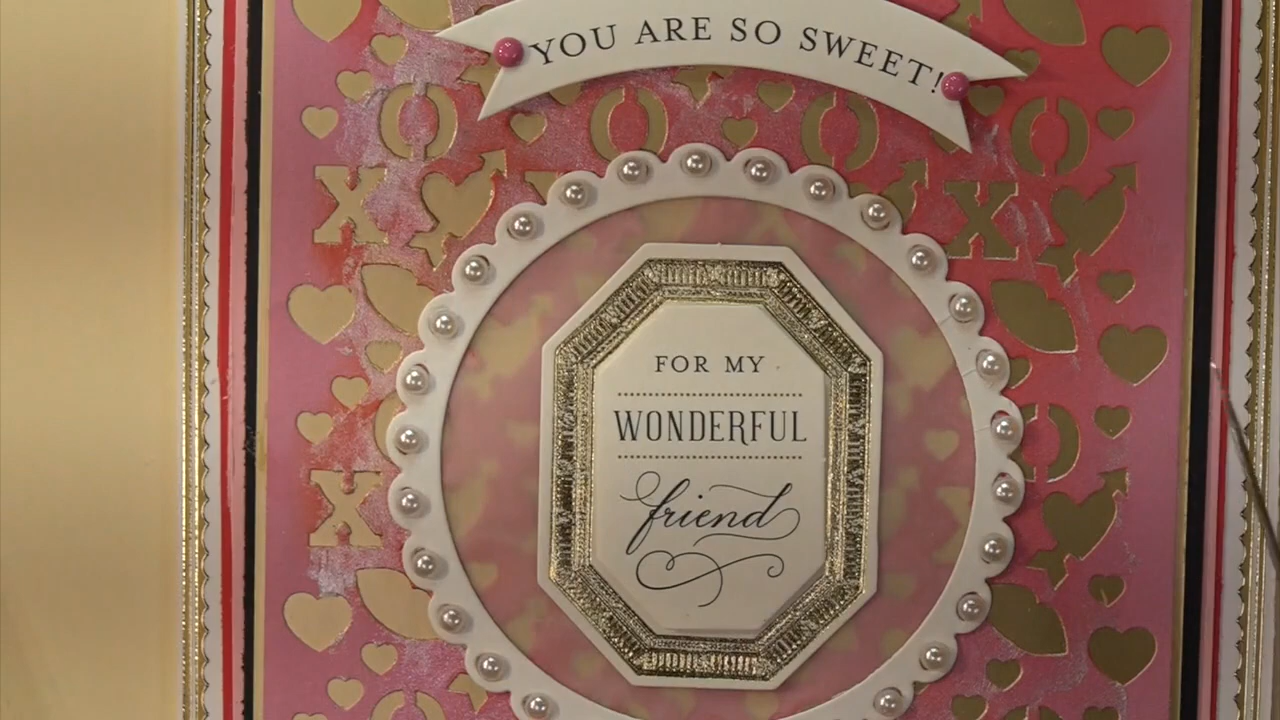 YOU ARE SO SWEET!
O O O O
X X X
FOR MY
WONDERFUL
friend
O
X
O O